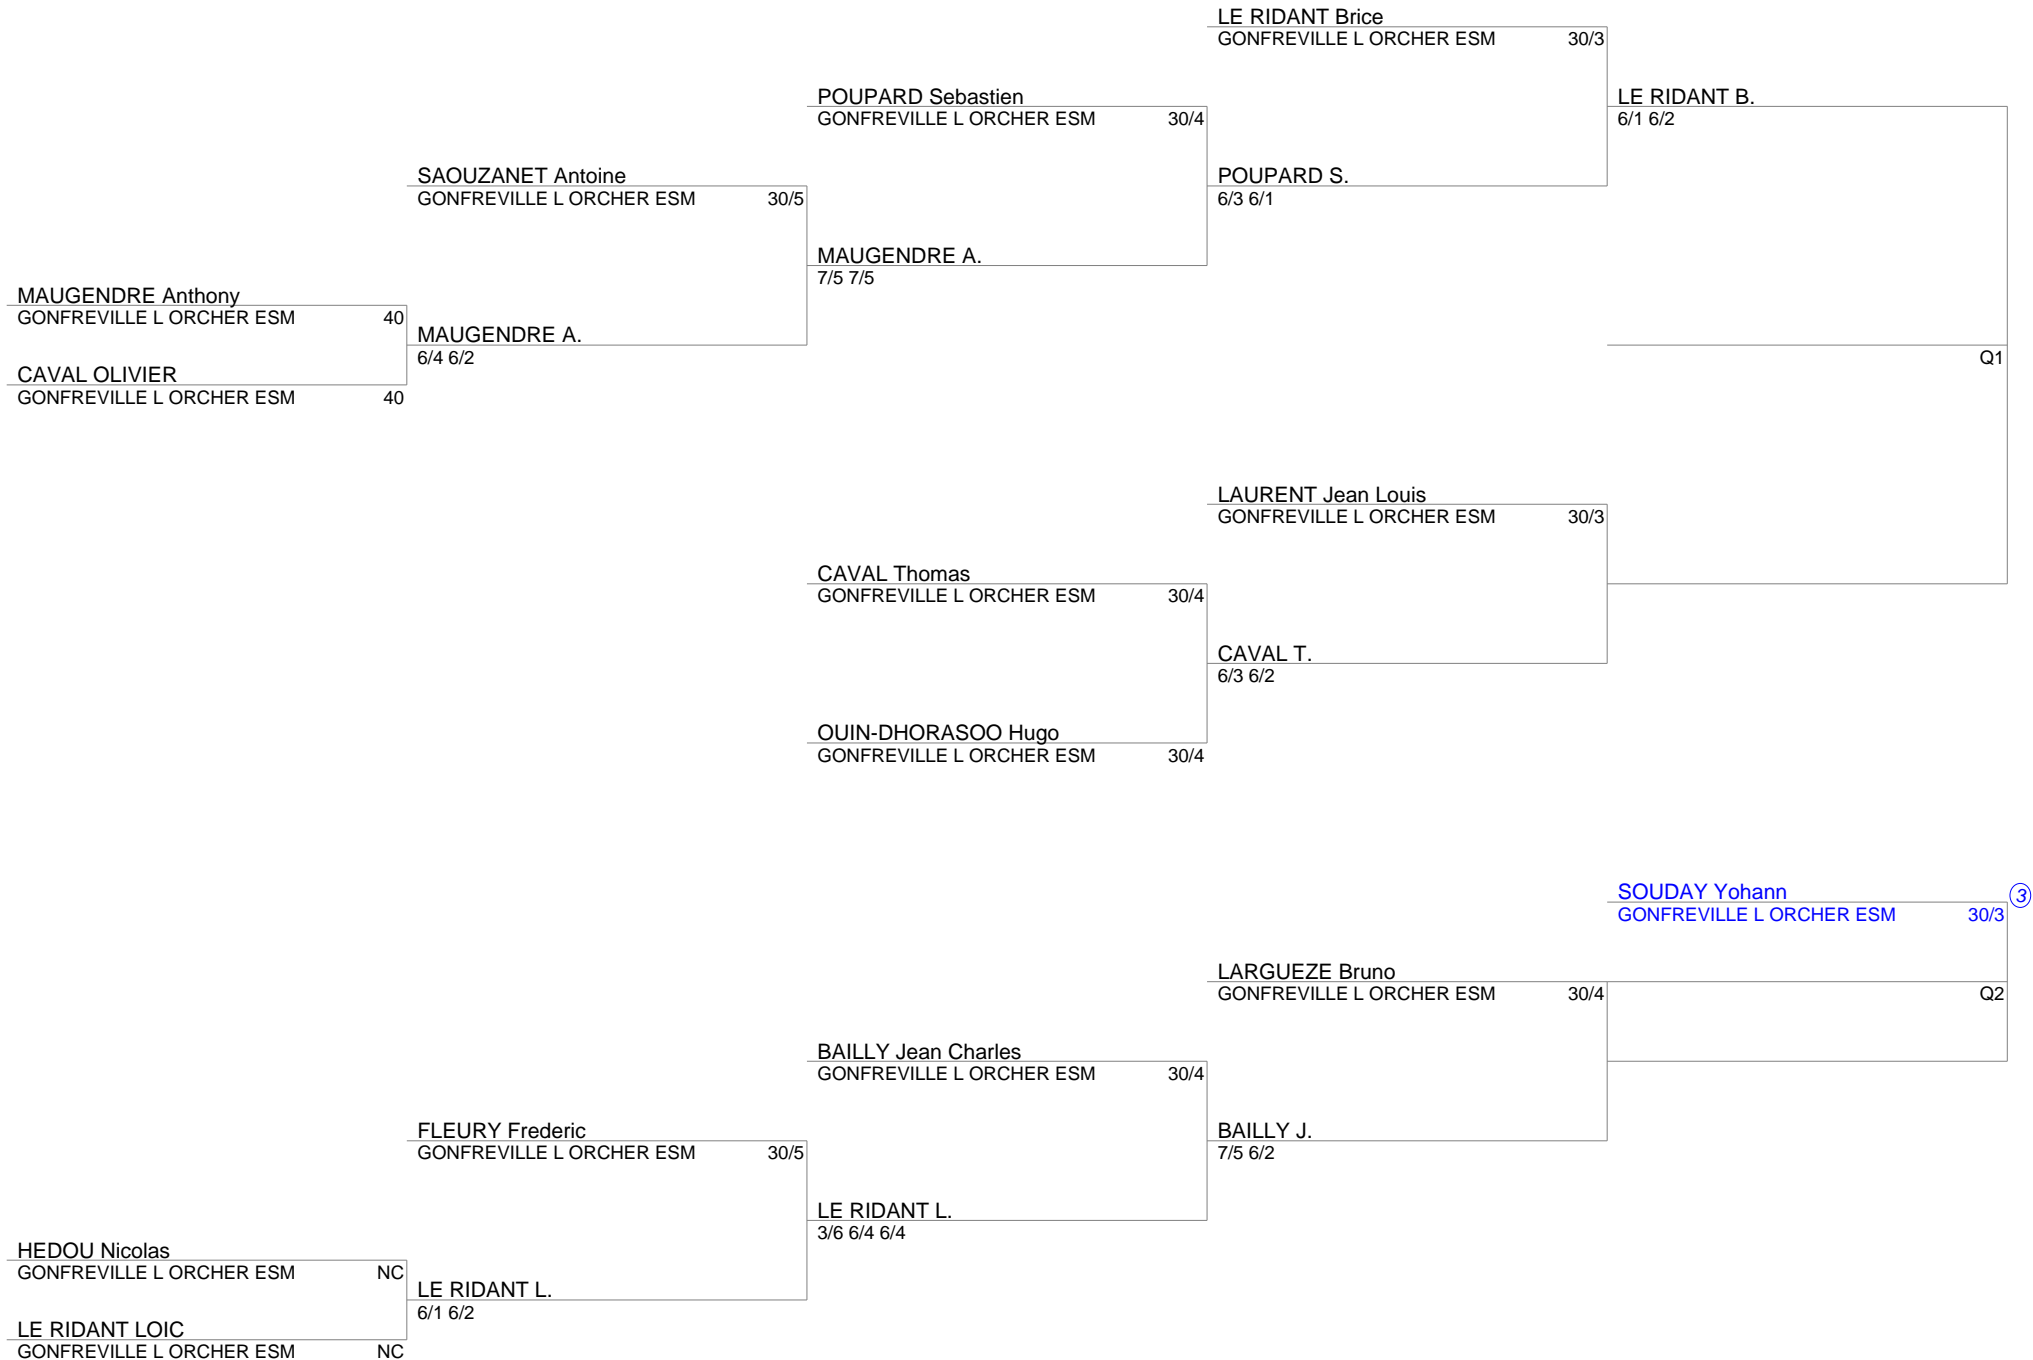 LE RIDANT Brice
GONFREVILLE L ORCHER ESM 30/3
POUPARD Sebastien
GONFREVILLE L ORCHER ESM 30/4
LE RIDANT B.
6/1 6/2
SAOUZANET Antoine
GONFREVILLE L ORCHER ESM 30/5
POUPARD S.
6/3 6/1
MAUGENDRE A.
7/5 7/5
MAUGENDRE Anthony
GONFREVILLE L ORCHER ESM 40
MAUGENDRE A.
6/4 6/2
Q1
CAVAL OLIVIER
GONFREVILLE L ORCHER ESM 40
LAURENT Jean Louis
GONFREVILLE L ORCHER ESM 30/3
CAVAL Thomas
GONFREVILLE L ORCHER ESM 30/4
CAVAL T.
6/3 6/2
OUIN-DHORASOO Hugo
GONFREVILLE L ORCHER ESM 30/4
SOUDAY Yohann 3
GONFREVILLE L ORCHER ESM 30/3
LARGUEZE Bruno
GONFREVILLE L ORCHER ESM 30/4
Q2
BAILLY Jean Charles
GONFREVILLE L ORCHER ESM 30/4
FLEURY Frederic
GONFREVILLE L ORCHER ESM 30/5
BAILLY J.
7/5 6/2
LE RIDANT L.
3/6 6/4 6/4
HEDOU Nicolas
GONFREVILLE L ORCHER ESM NC
LE RIDANT L.
6/1 6/2
LE RIDANT LOIC
GONFREVILLE L ORCHER ESM NC